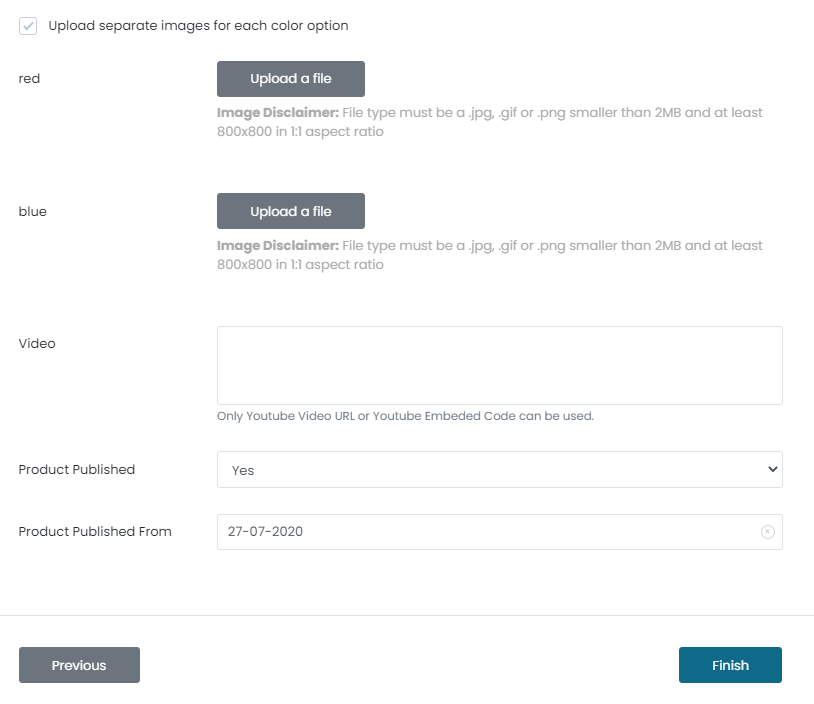 Upload separate images for each color option
red
Upload a file
Image Disclaimer: File type must be a .jpg, .gif or .png smaller than 2MB and at least
800x800 in 1:1 aspect ratio
blue
Upload a file
Image Disclaimer: File type must be a .jpg, .gif or .png smaller than 2MB and at least
800x800 in 1:1 aspect ratio
Video
Only Youtube Video URL or Youtube Embeded Code can be used.
Product Published
Yes
Product Published From
27-07-2020
Previous
Finish